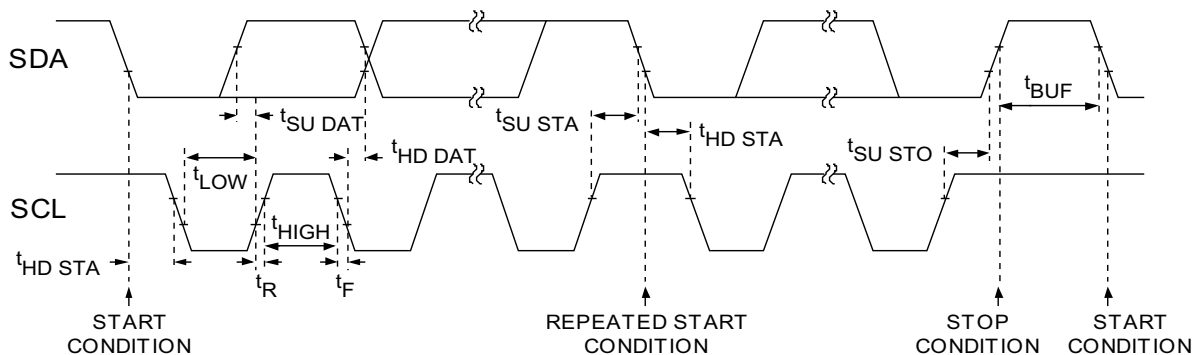 SDA
tSU DAT
tSU STA
tHD STA
tBUF
tHD DAT
tSU STO
tLOW
SCL
tHIGH
tHD STA
tR
tF
START
CONDITION
REPEATED START
CONDITION
STOP
CONDITION
START
CONDITION